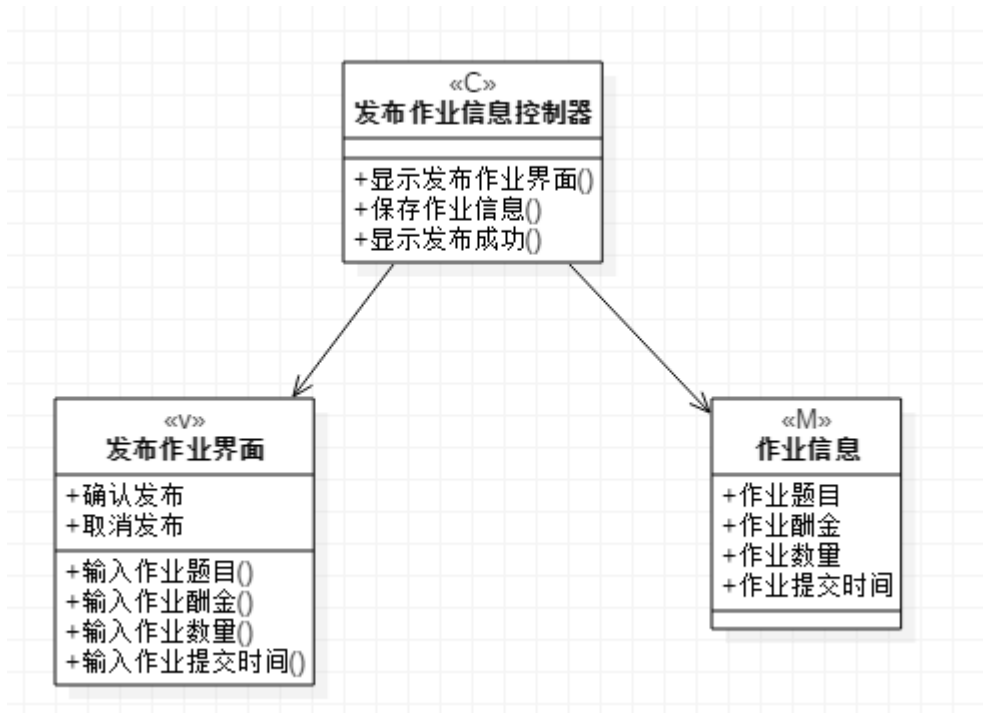 «C»
发布作业信息控制器
+显示发布作业界面()
+保存作业信息()
+显示发布成功()
«v»
发布作业界面
+确认发布
+取消发布
+输入作业题目()
+输入作业酬金()
+输入作业数量()
+输入作业提交时间()
«M»
作业信息
+作业题目
+作业酬金
+作业数量
+作业提交时间